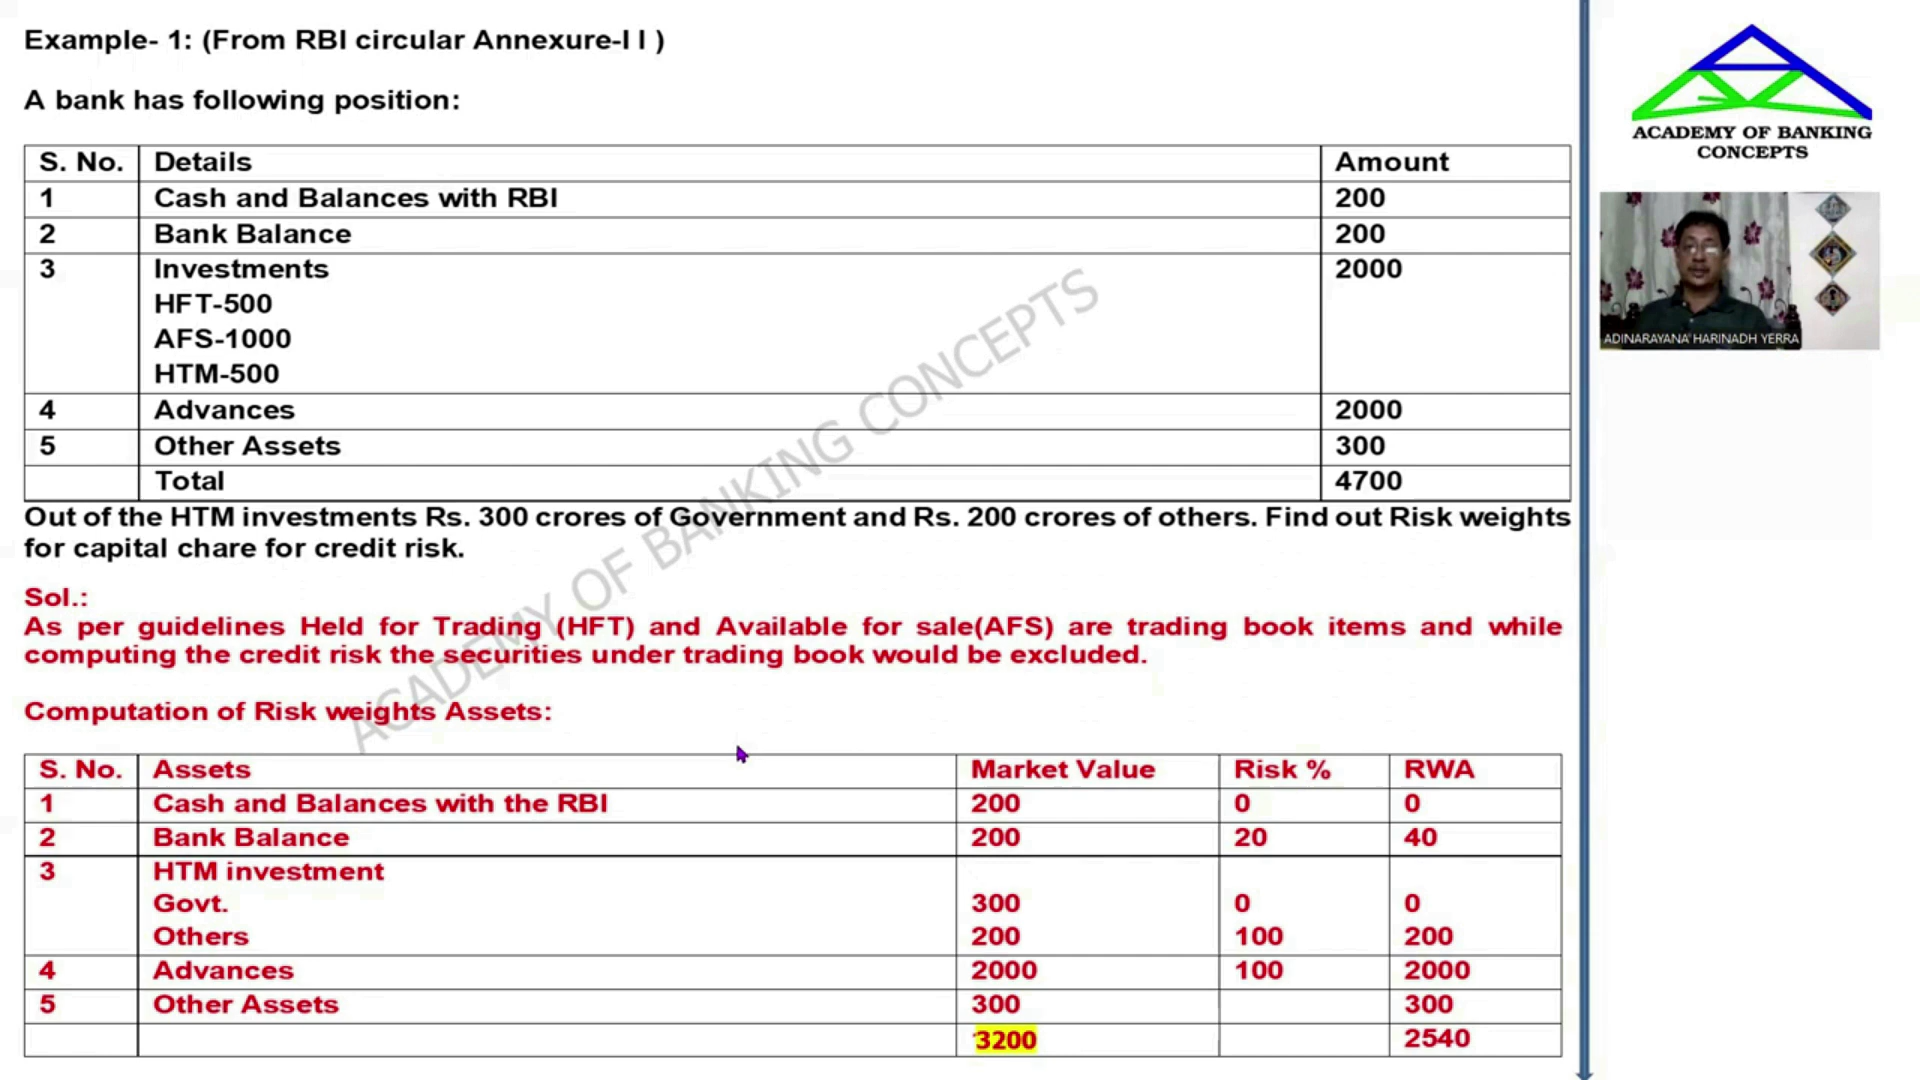 Example- 1: (From RBI circular Annexure-I I )
A bank has following position:
S. No. Details Amount
1 Cash and Balances with RBI 200
2 Bank Balance 200
3 Investments 2000
HFT-500
AFS-1000
HTM-500
4 Advances 2000
5 Other Assets 300
Total 4700
Out of the HTM investments Rs. 300 crores of Government and Rs. 200 crores of others. Find out Risk weights
for capital chare for credit risk.
Sol.:
As per guidelines Held for Trading (HFT) and Available for sale(AFS) are trading book items and while
computing the credit risk the securities under trading book would be excluded.
Computation of Risk weights Assets:
S. No. Assets Market Value Risk % RWA
1 Cash and Balances with the RBI 200 0 0
2 Bank Balance 200 20 40
3 HTM investment
Govt. 300 0 0
Others 200 100 200
4 Advances 2000 100 2000
5 Other Assets 300 300
3200 2540
ACADEMY OF BANKING CONCEPTS
ACADEMY OF BANKING
CONCEPTS
ADINARAYANA HARINADH YERRA